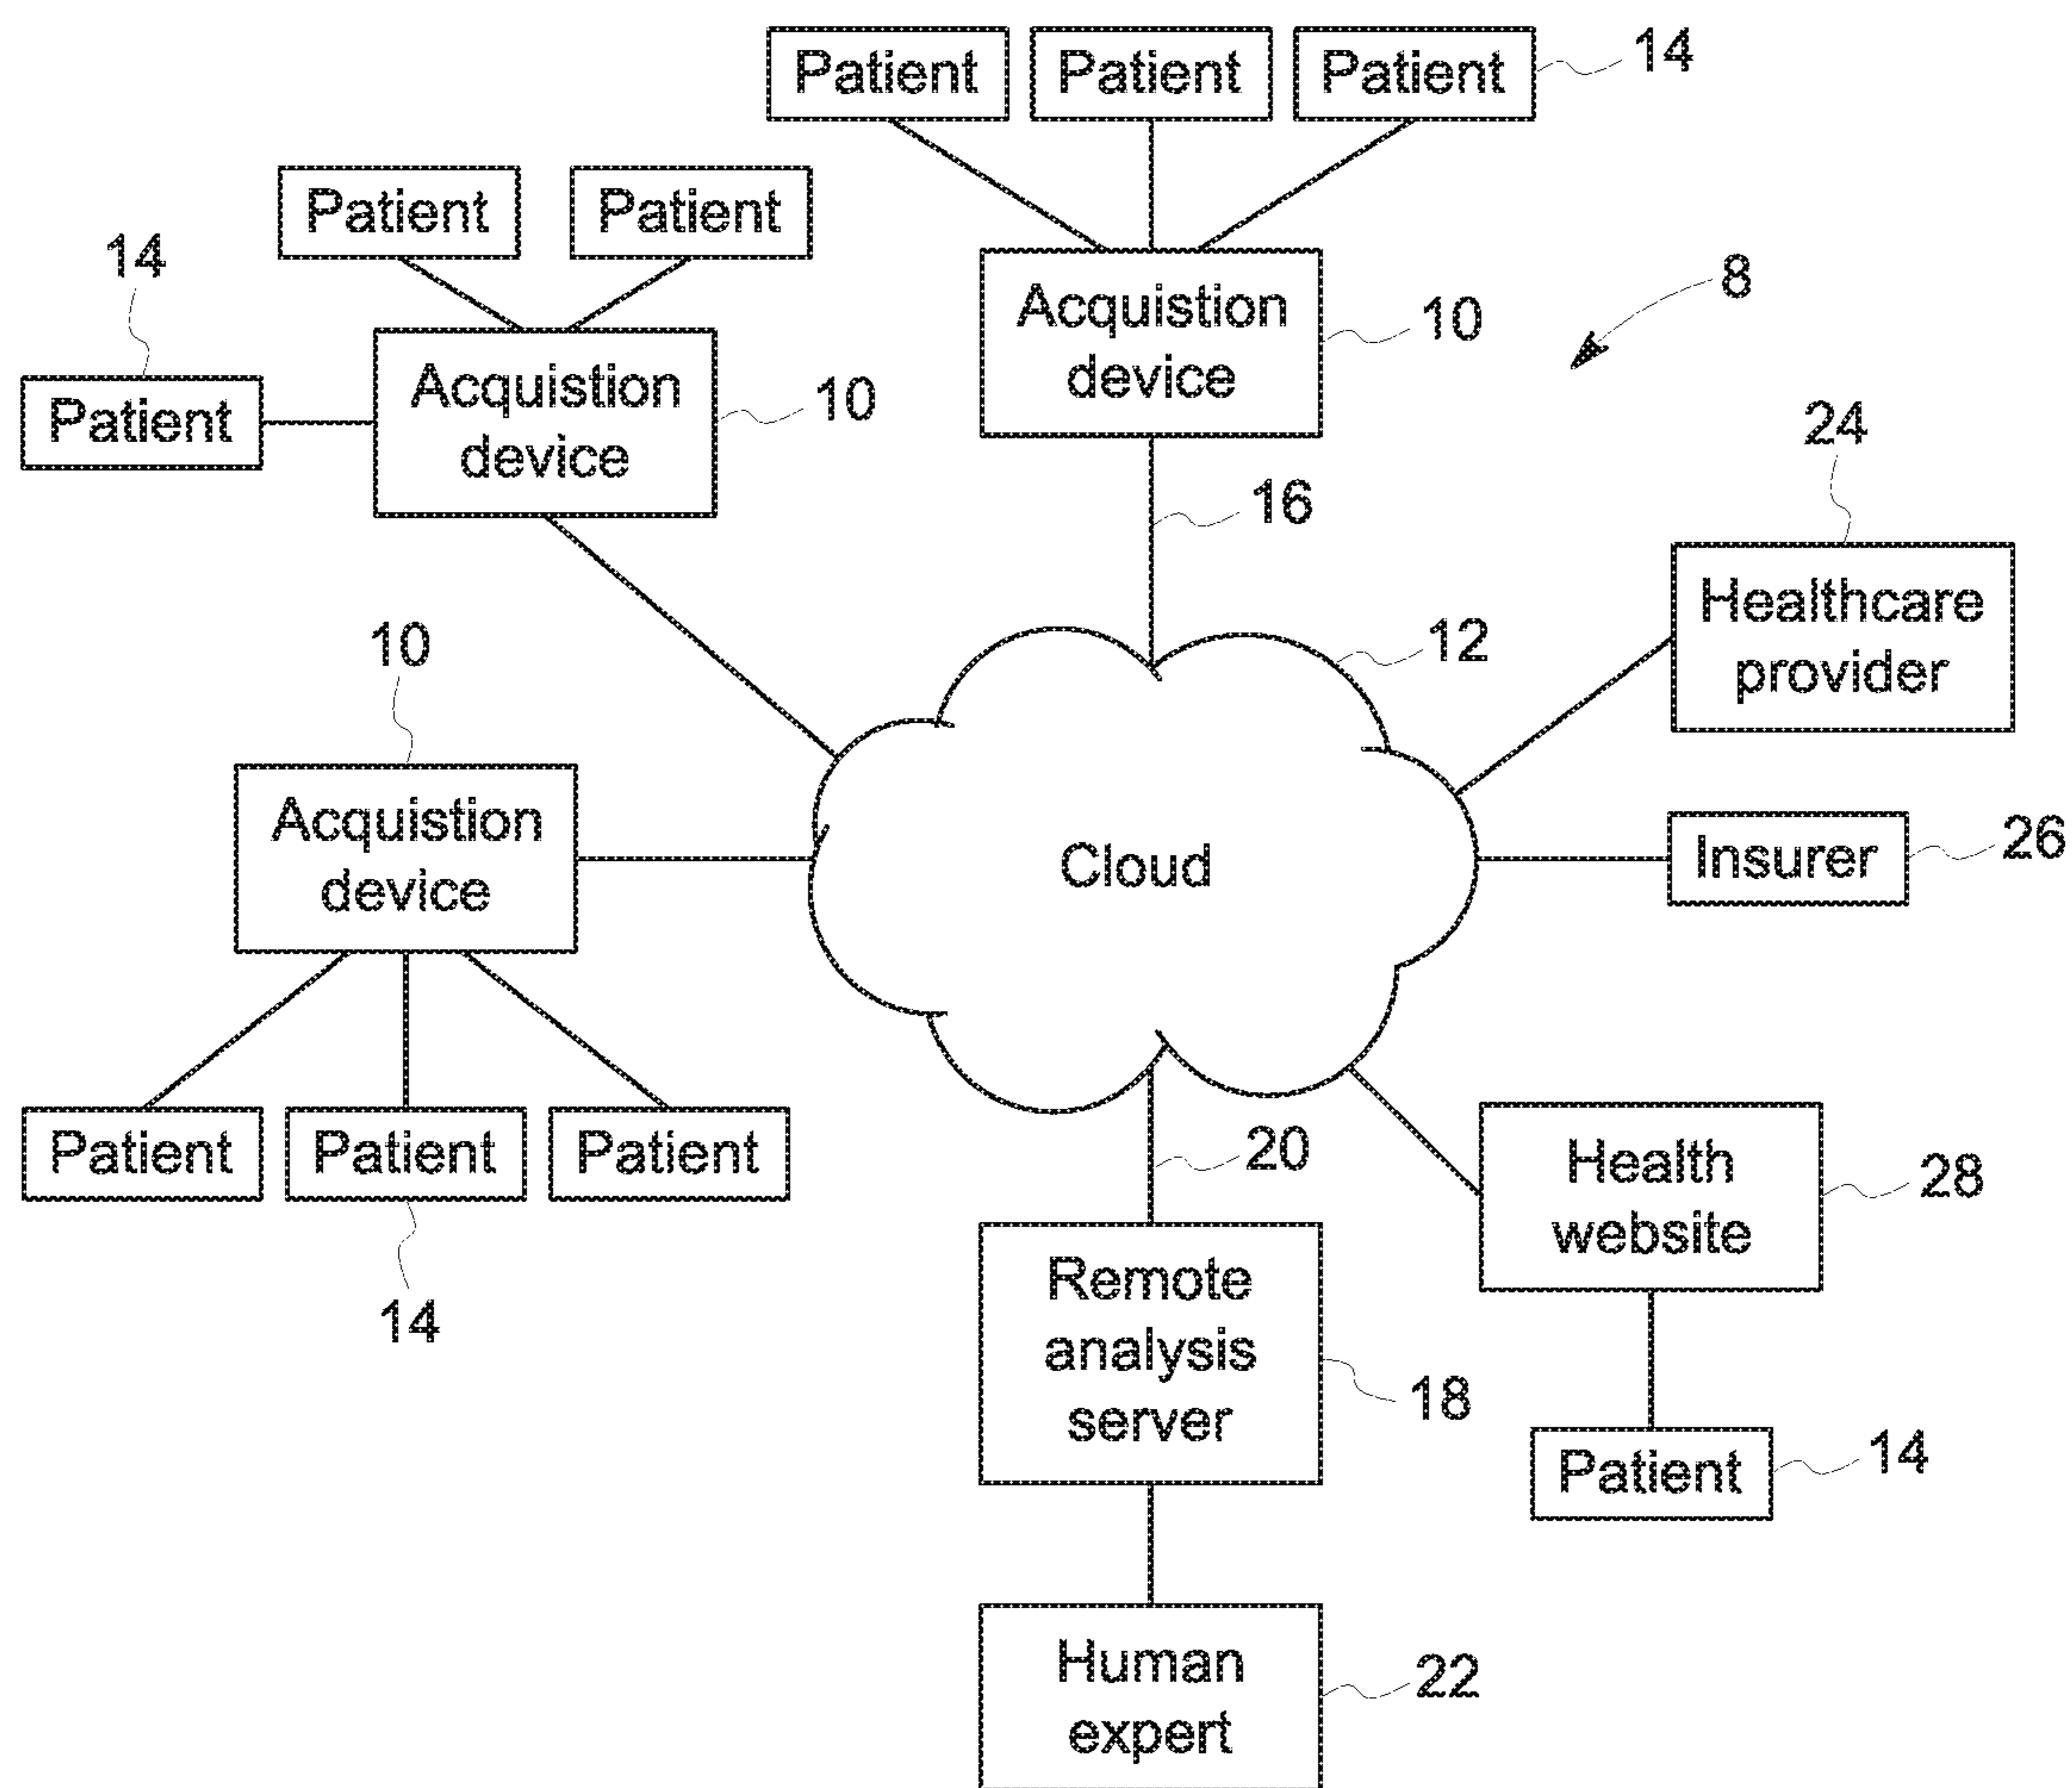 Patient
Patient
Patient
14
Patient
Patient
14
Acquistion
device
10
8
Patient
Acquistion
device
10
24
16
Healthcare
provider
12
10
Acquistion
device
Cloud
Insurer
26
Patient
Patient
Patient
14
20
Health
website
28
Remote
analysis
server
18
Patient
14
Human
expert
22